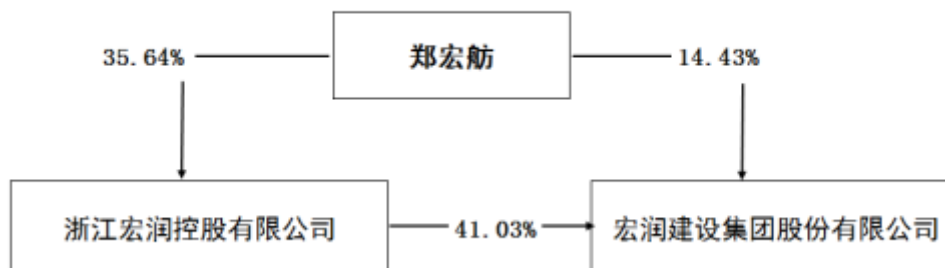 郑宏舫
35.64%
14.43%
浙江宏润控股有限公司
41.03%
宏润建设集团股份有限公司